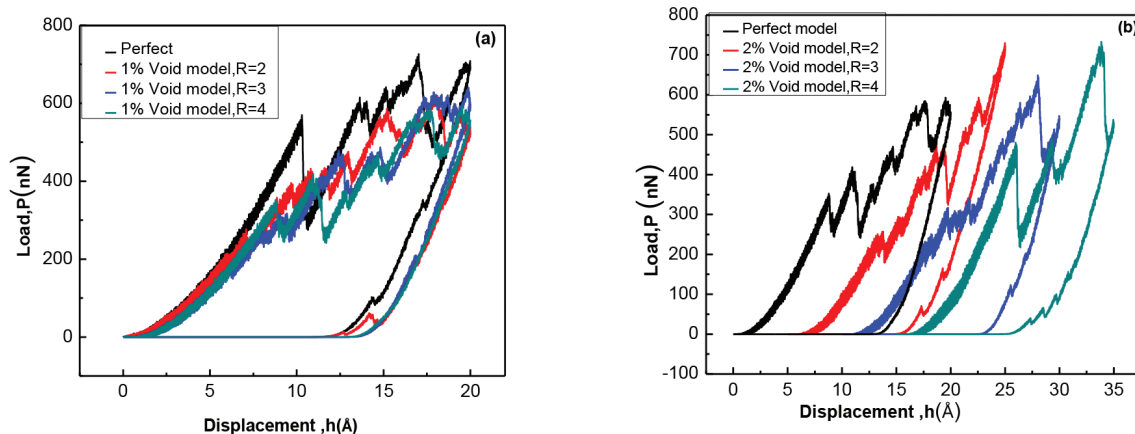 (a)
Perfect
1% Void model,R=2
1% Void model,R=3
1% Void model,R=4
800
600
400
200
0
Load,P(nN)
0 5 10 15 20
Displacement ,h(Å)
(b)
Perfect model
2% Void model,R=2
2% Void model,R=3
2% Void model,R=4
800
700
600
500
400
300
200
100
0
-100
Load,P (nN)
0 5 10 15 20 25 30 35
Displacement ,h(Å)